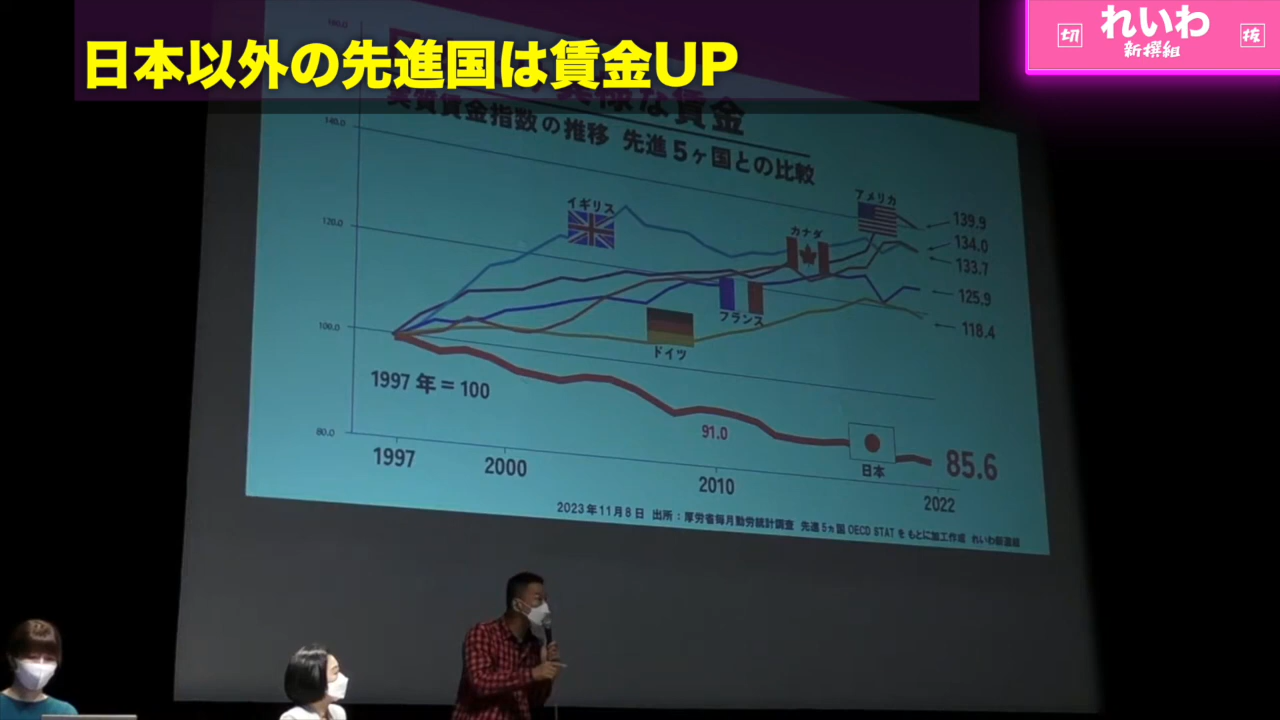 日本以外の先進国は賃金UP
切
れいわ
新撰組
抜
な賃金
実質賃金指数の推移 先進5ヶ国との比較
160.0
140.0
120.0
100.0
80.0
イギリス
カナダ
アメリカ
フランス
ドイツ
日本
139.9
134.0
133.7
125.9
118.4
1997年=100
91.0
85.6
1997
2000
2010
2022
2023年11月8日 出所:厚労省毎月勤労統計調査 先進5ヵ国 OECD STAT を もとに加工作成 れいわ新選組